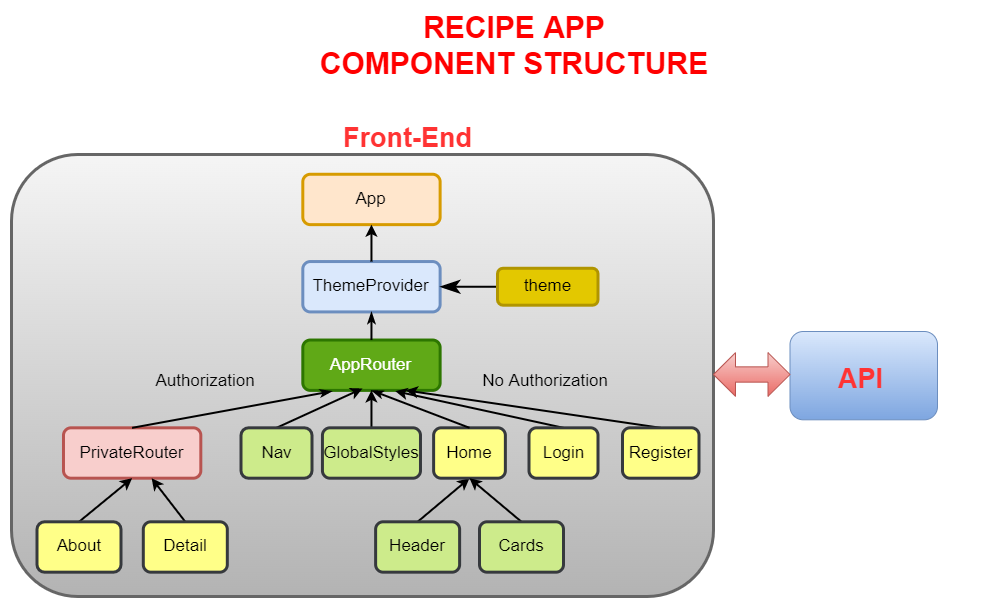 RECIPE APP
COMPONENT STRUCTURE
Front-End
App
ThemeProvider
theme
AppRouter
Authorization
No Authorization
API
PrivateRouter
Nav
GlobalStyles
Home
Login
Register
About
Detail
Header
Cards